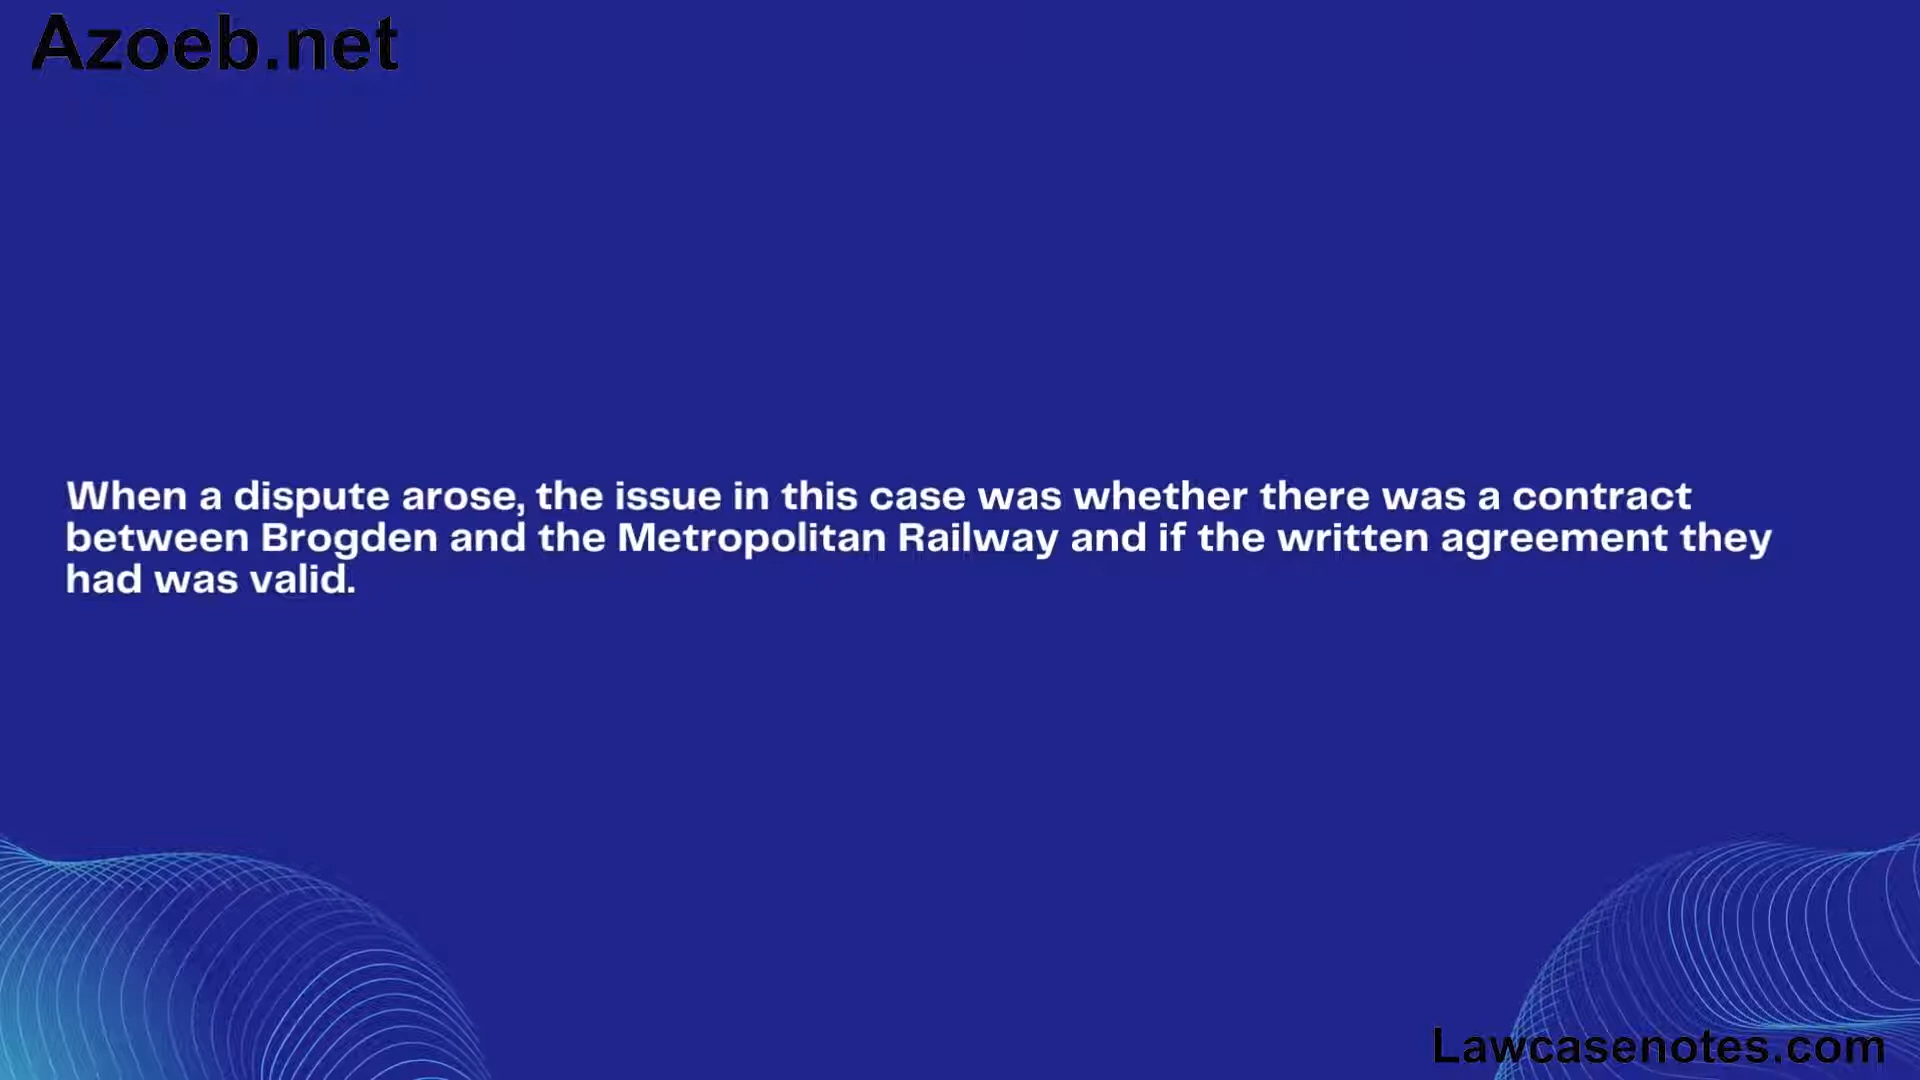 Azoeb.net
When a dispute arose, the issue in this case was whether there was a contract
between Brogden and the Metropolitan Railway and if the written agreement they
had was valid.
Lawcasenotes.com